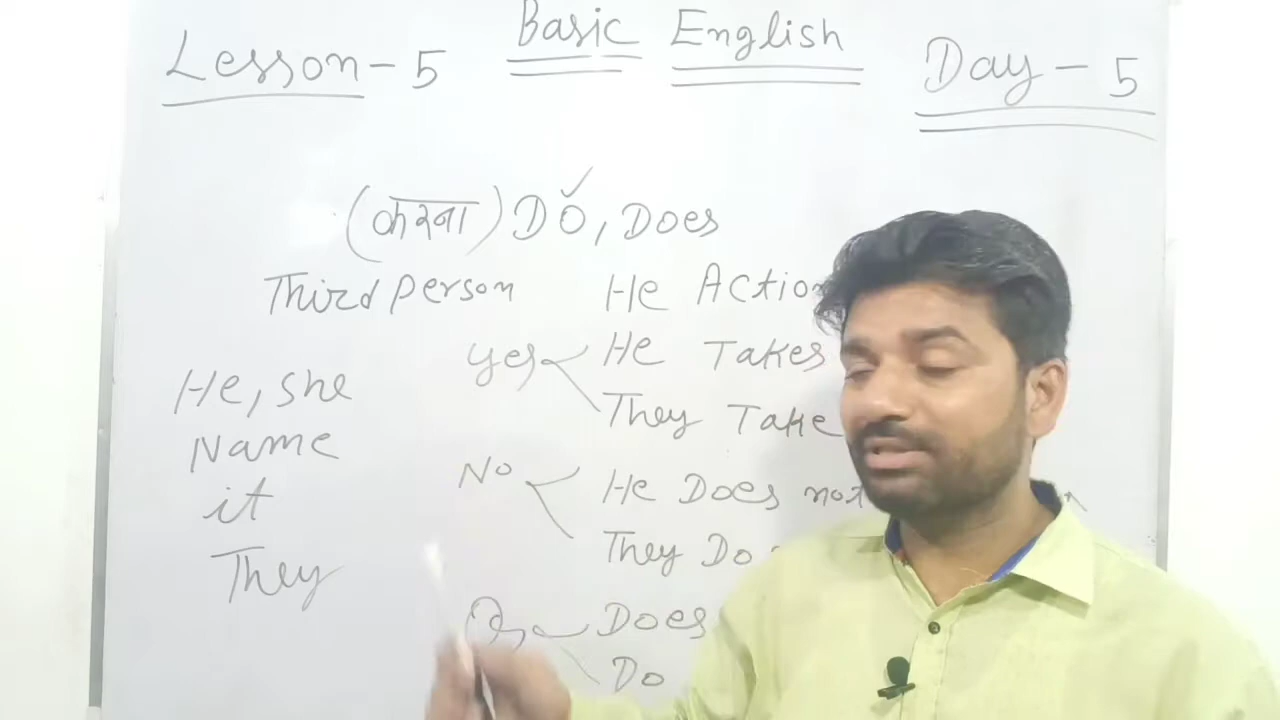 Lesson - 5 Basic English Day - 5
(करना) Do, Does
Third person He Action
Yes He Takes
They Take
He, She
Name
No He Does not
it
They Do
They
Does
Do